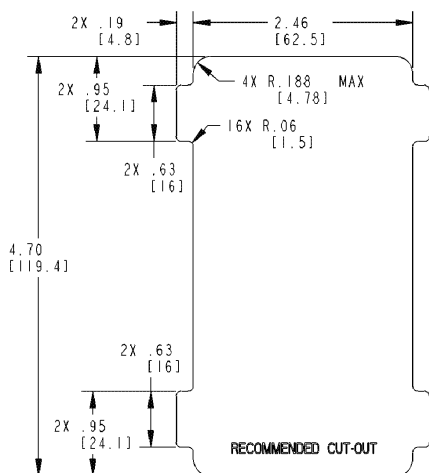 2X .19
[4.8]
2.46
[62.5]
2X .95
[24.1]
4X R.188 MAX
[4.78]
16X R.06
[1.5]
2X .63
[16]
4.70
[119.4]
2X .63
[16]
2X .95
[24.1]
RECOMMENDED CUT-OUT